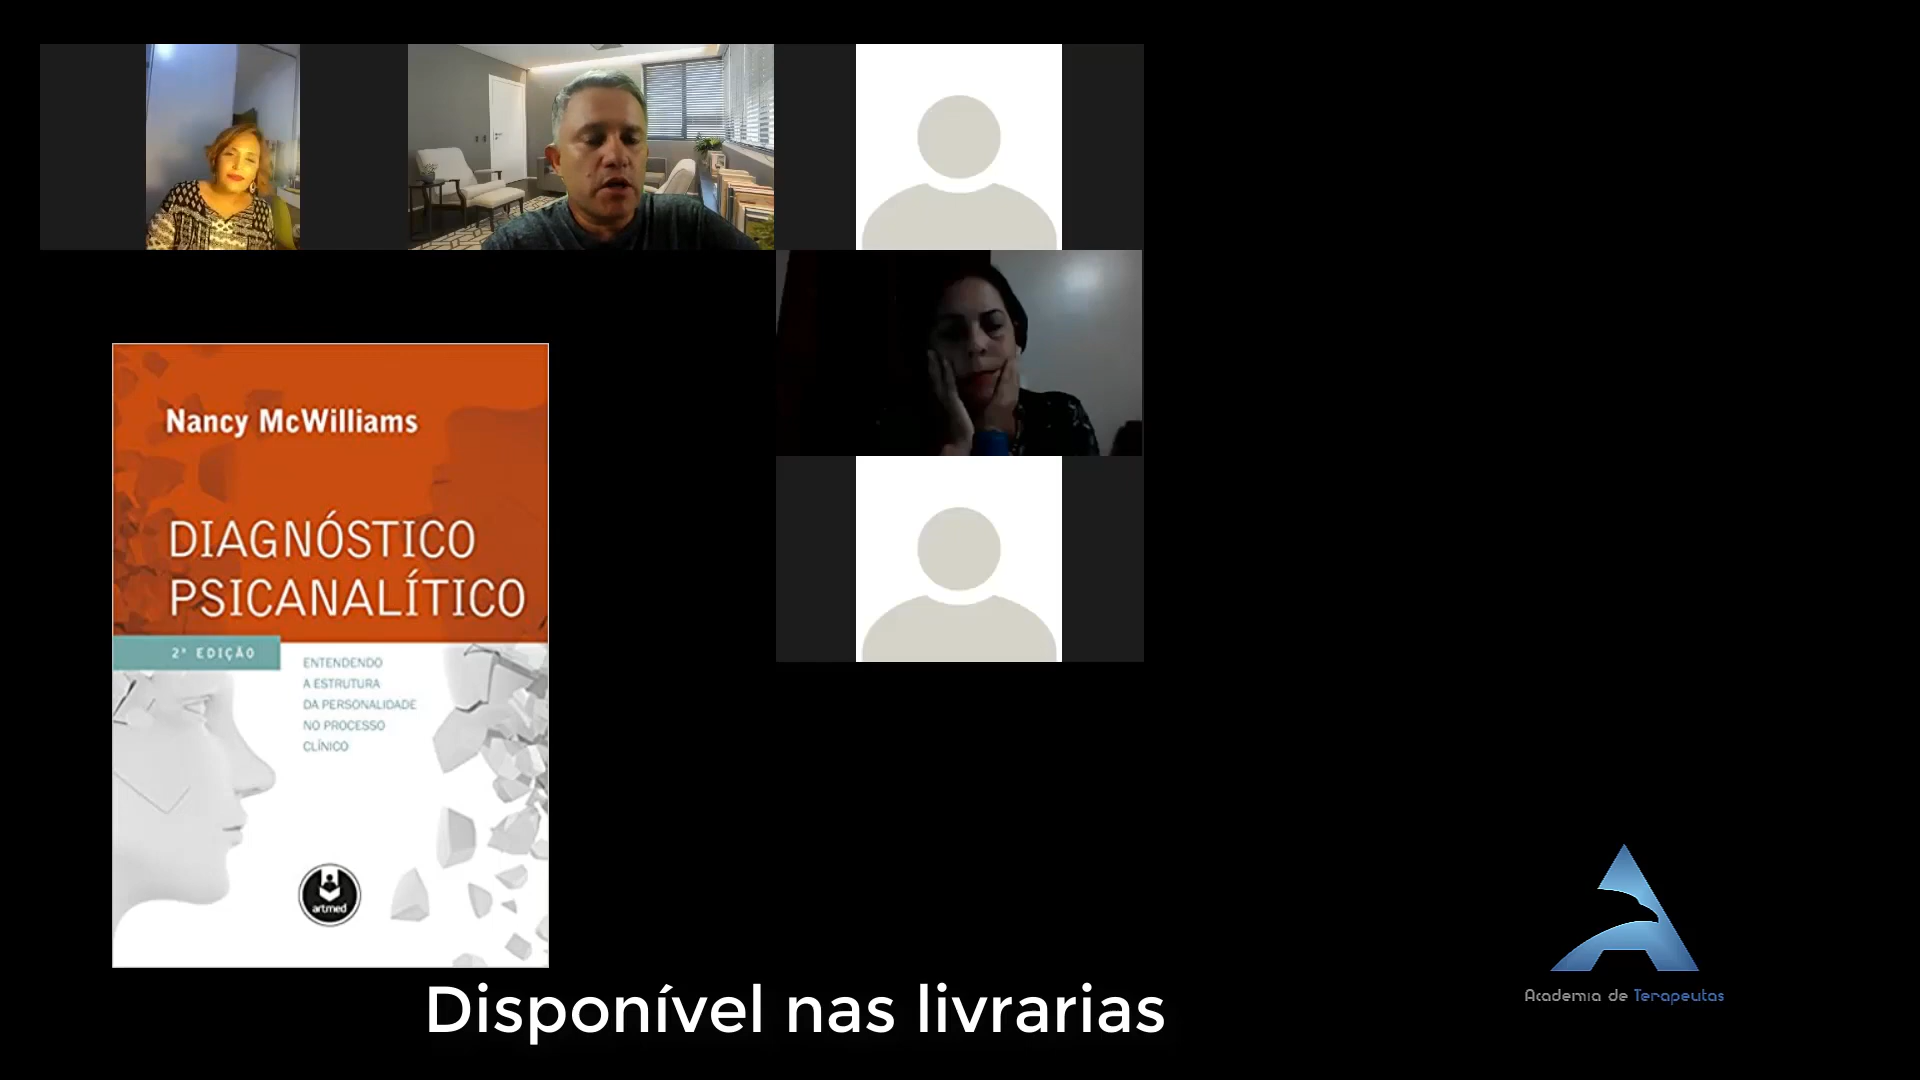 Nancy McWilliams
DIAGNÓSTICO
PSICANALÍTICO
2ª EDIÇÃO
ENTENDENDO
A ESTRUTURA
DA PERSONALIDADE
NO PROCESSO
CLÍNICO
artmed
Disponível nas livrarias
Academia de Terapeutas